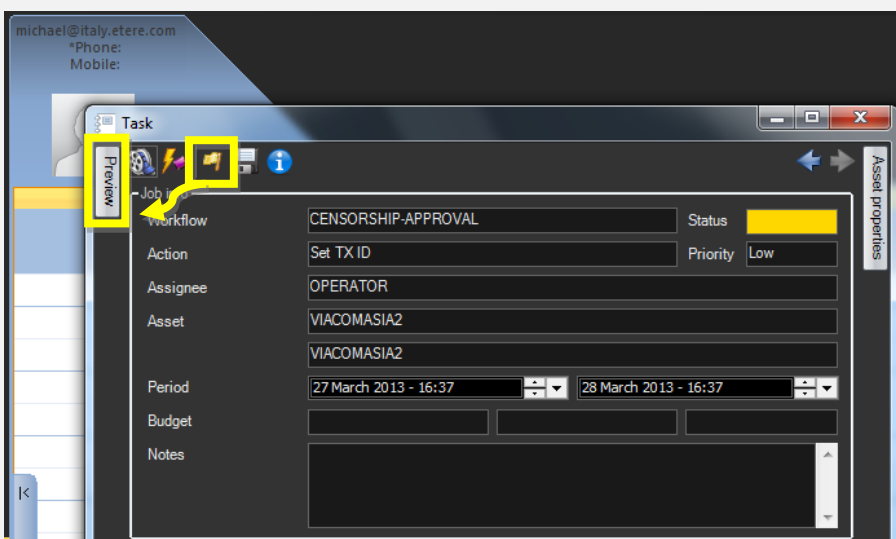 michael@italy.etere.com
*Phone:
Mobile:
Task
Preview
Asset properties
Workflow CENSORSHIP-APPROVAL Status
Action Set TX ID Priority Low
Assignee OPERATOR
Asset VIACOMASIA2
VIACOMASIA2
Period 27 March 2013 - 16:37 28 March 2013 - 16:37
Budget
Notes